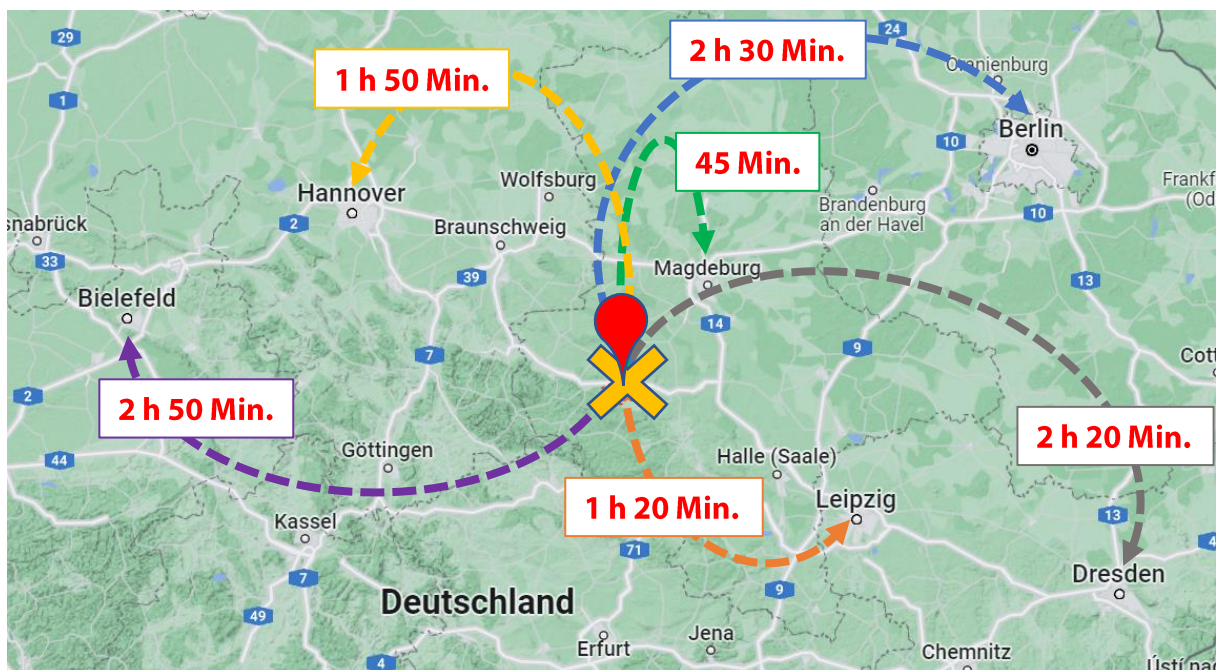 29
24
2 h 30 Min.
1 h 50 Min.
Oranienburg
1
Berlin
10
45 Min.
Wolfsburg
Hannover
Brandenburg
an der Havel
Frankf
(Od
snabrück
2
Braunschweig
10
33
39
Magdeburg
13
Bielefeld
14
7
9
Cott
2 h 50 Min.
2
2 h 20 Min.
Göttingen
44
Halle (Saale)
1 h 20 Min.
Leipzig
Kassel
13
71
4
7
9
Dresden
Deutschland
49
Erfurt
Jena
Chemnitz
4
Ústí nad